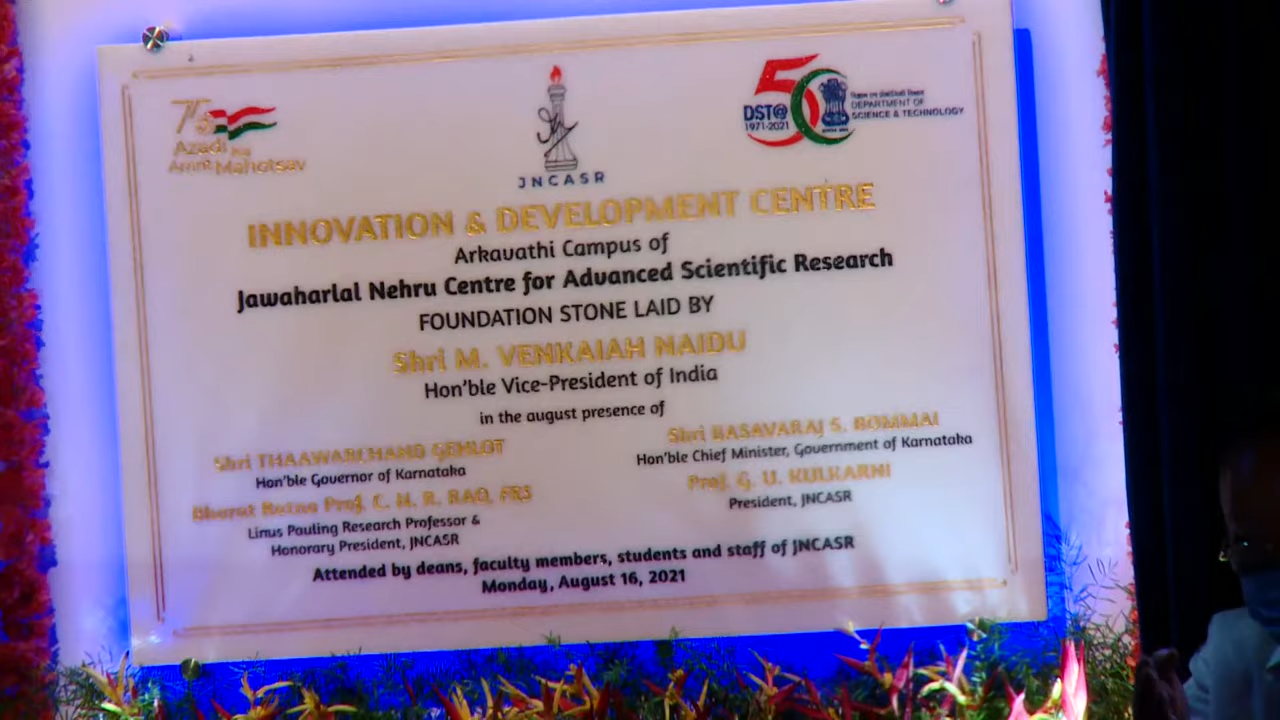 75
Azadi Ka
Amrit Mahotsav
JNCASR
50
DST@
1971-2021
DEPARTMENT OF
SCIENCE & TECHNOLOGY
INNOVATION & DEVELOPMENT CENTRE
Arkavathi Campus of
Jawaharlal Nehru Centre for Advanced Scientific Research
FOUNDATION STONE LAID BY
Shri M. VENKAIAH NAIDU
Hon'ble Vice-President of India
in the august presence of
Shri THAAWARCHAND GEHLOT
Hon'ble Governor of Karnataka
Shri BASAVARAJ S. BOMMAI
Hon'ble Chief Minister, Government of Karnataka
Bharat Ratna Prof. C. N. R. RAO, FRS
Linus Pauling Research Professor &
Honorary President, JNCASR
Prof. G. U. KULKARNI
President, JNCASR
Attended by deans, faculty members, students and staff of JNCASR
Monday, August 16, 2021